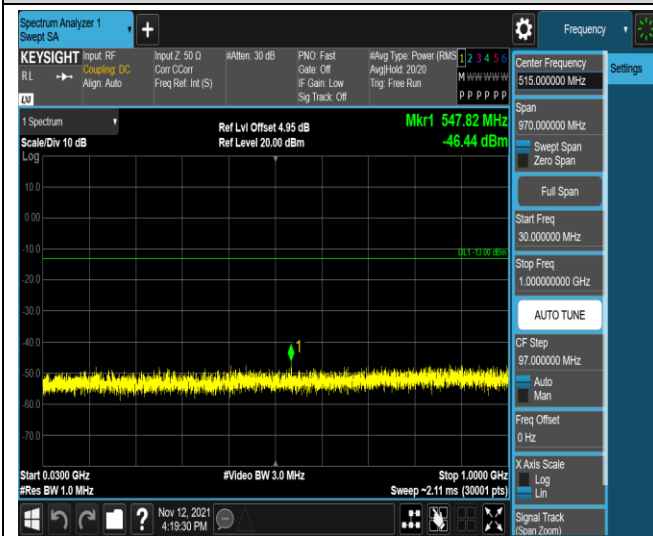 Spectrum Analyzer 1
Swept SA
+
Frequency
KEYSIGHT
RL
LXI
Input: RF
Coupling: DC
Align: Auto
Input Z: 50 Ω
Corr CCorr
Freq Ref: Int (S)
#Atten: 30 dB
PNO: Fast
Gate: Off
IF Gain: Low
Sig Track: Off
#Avg Type: Power (RMS
Avg|Hold: 20/20
Trig: Free Run
1 2 3 4 5 6
M W W W W W
P P P P P P
1 Spectrum
Scale/Div 10 dB
Log
Ref Lvl Offset 4.95 dB
Ref Level 20.00 dBm
Mkr1 547.82 MHz
-46.44 dBm
10.0
0.00
-10.0
DL1 -13.00 dBm
-20.0
-30.0
-40.0
1
-50.0
-60.0
-70.0
Start 0.0300 GHz
#Res BW 1.0 MHz
#Video BW 3.0 MHz
Stop 1.0000 GHz
Sweep ~2.11 ms (30001 pts)
?
Nov 12, 2021
4:19:30 PM
Center Frequency
515.000000 MHz
Settings
Span
970.000000 MHz
Swept Span
Zero Span
Full Span
Start Freq
30.000000 MHz
Stop Freq
1.000000000 GHz
AUTO TUNE
CF Step
97.000000 MHz
Auto
Man
Freq Offset
0 Hz
X Axis Scale
Log
Lin
Signal Track
(Span Zoom)